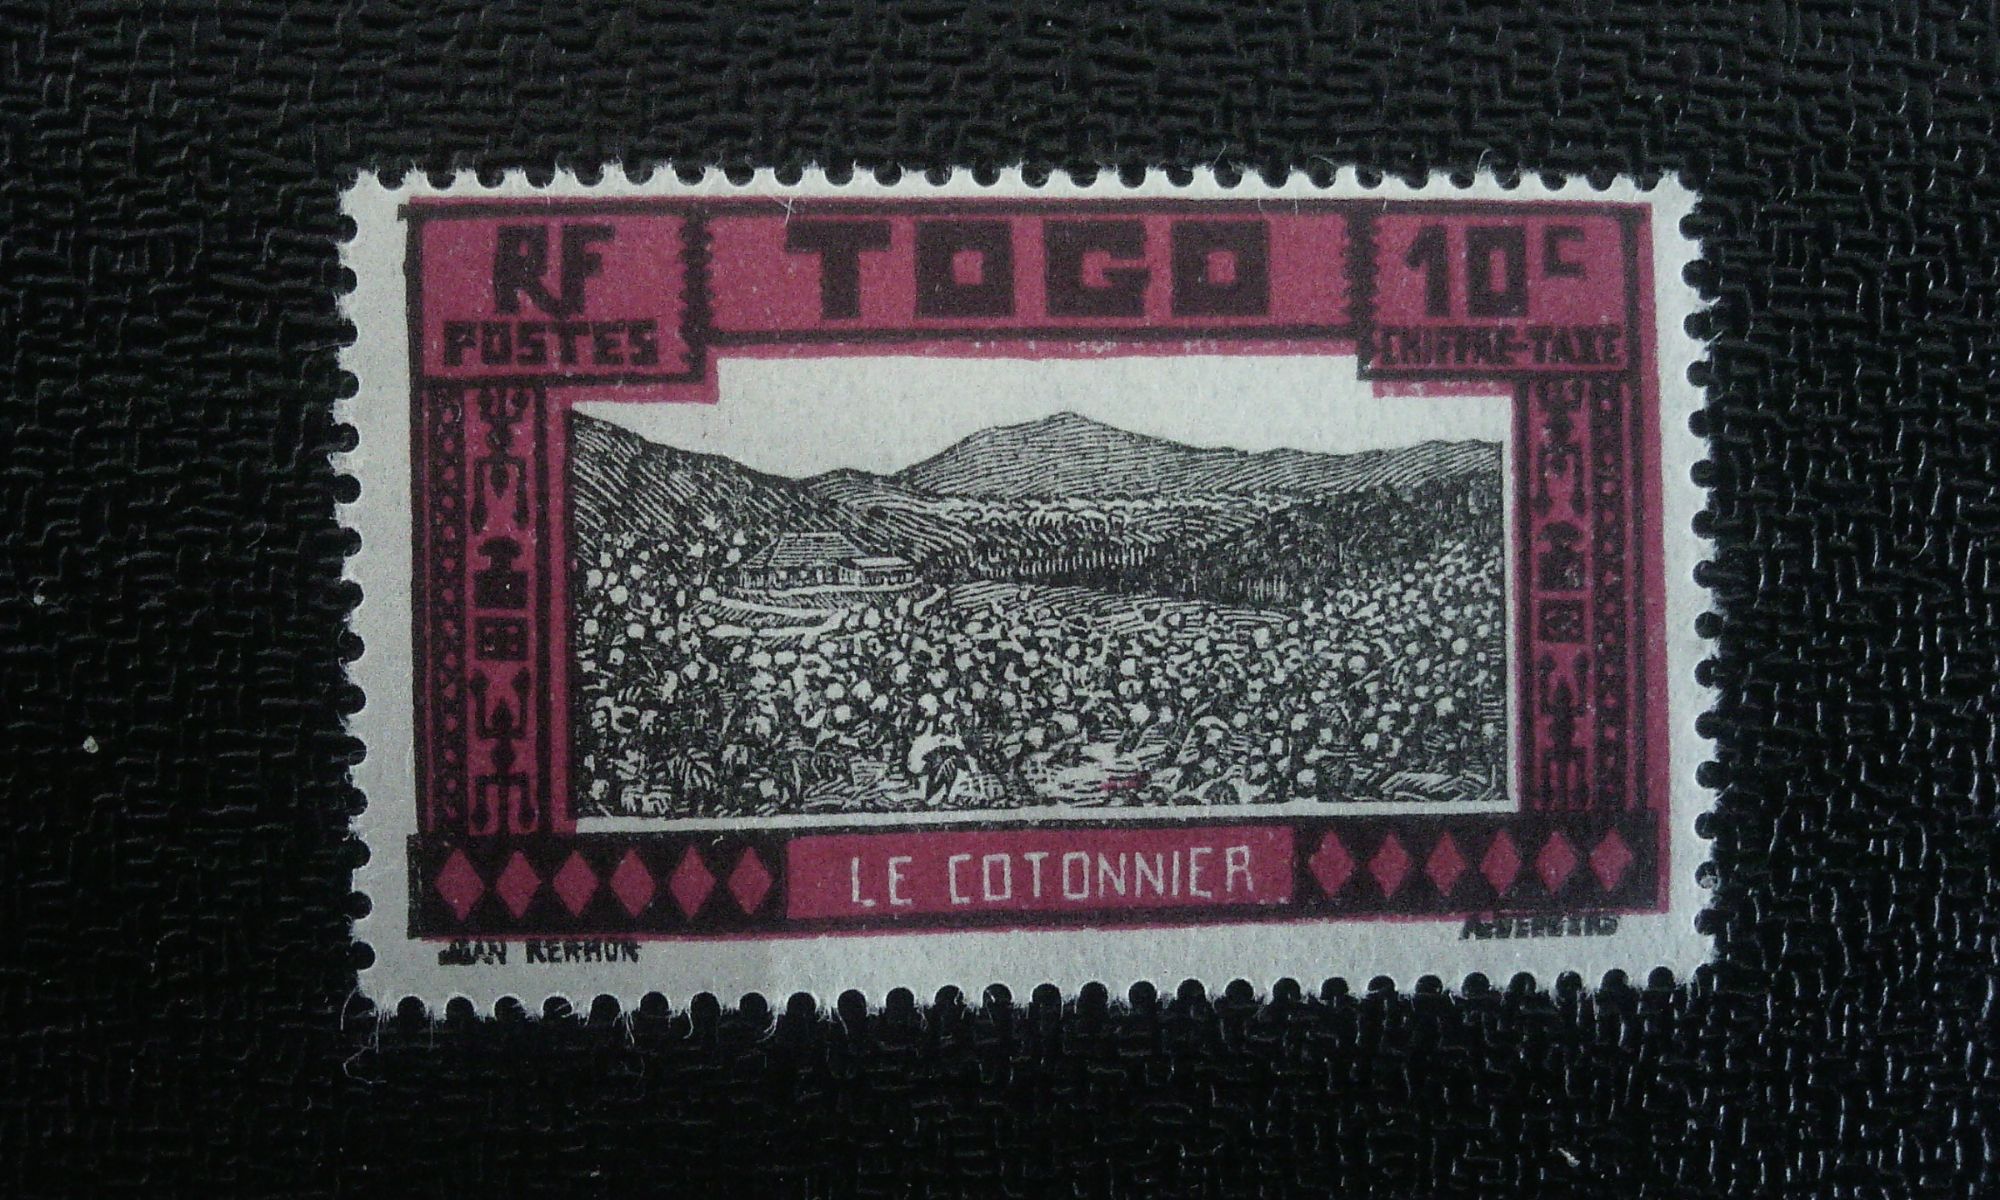 RF
POSTES
TOGO
10c
CHIFFRE-TAXE
LE COTONNIER
JEAN KERHOR